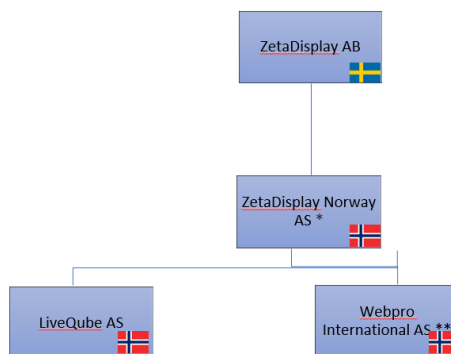 ZetaDisplay AB
ZetaDisplay Norway
AS *
LiveQube AS
Webpro
International AS **